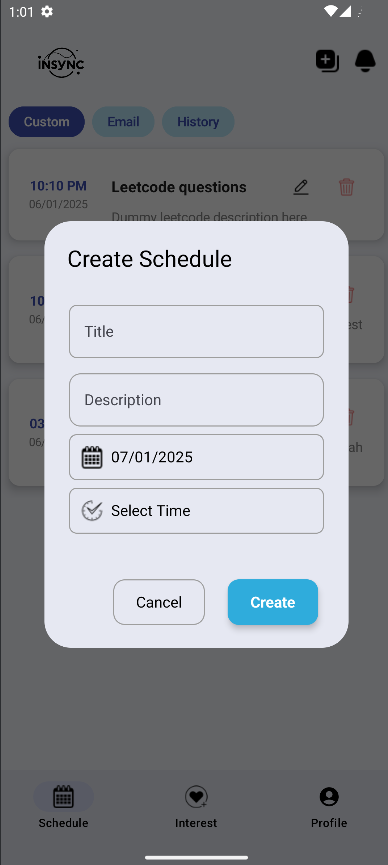 1:01
iNSYNC
Custom Email History
10:10 PM Leetcode questions
06/01/2025 Dummy leetcode description here
Create Schedule
10
06/ est
Title
Description
03
06/ ah
07/01/2025
Select Time
Cancel Create
Schedule Interest Profile